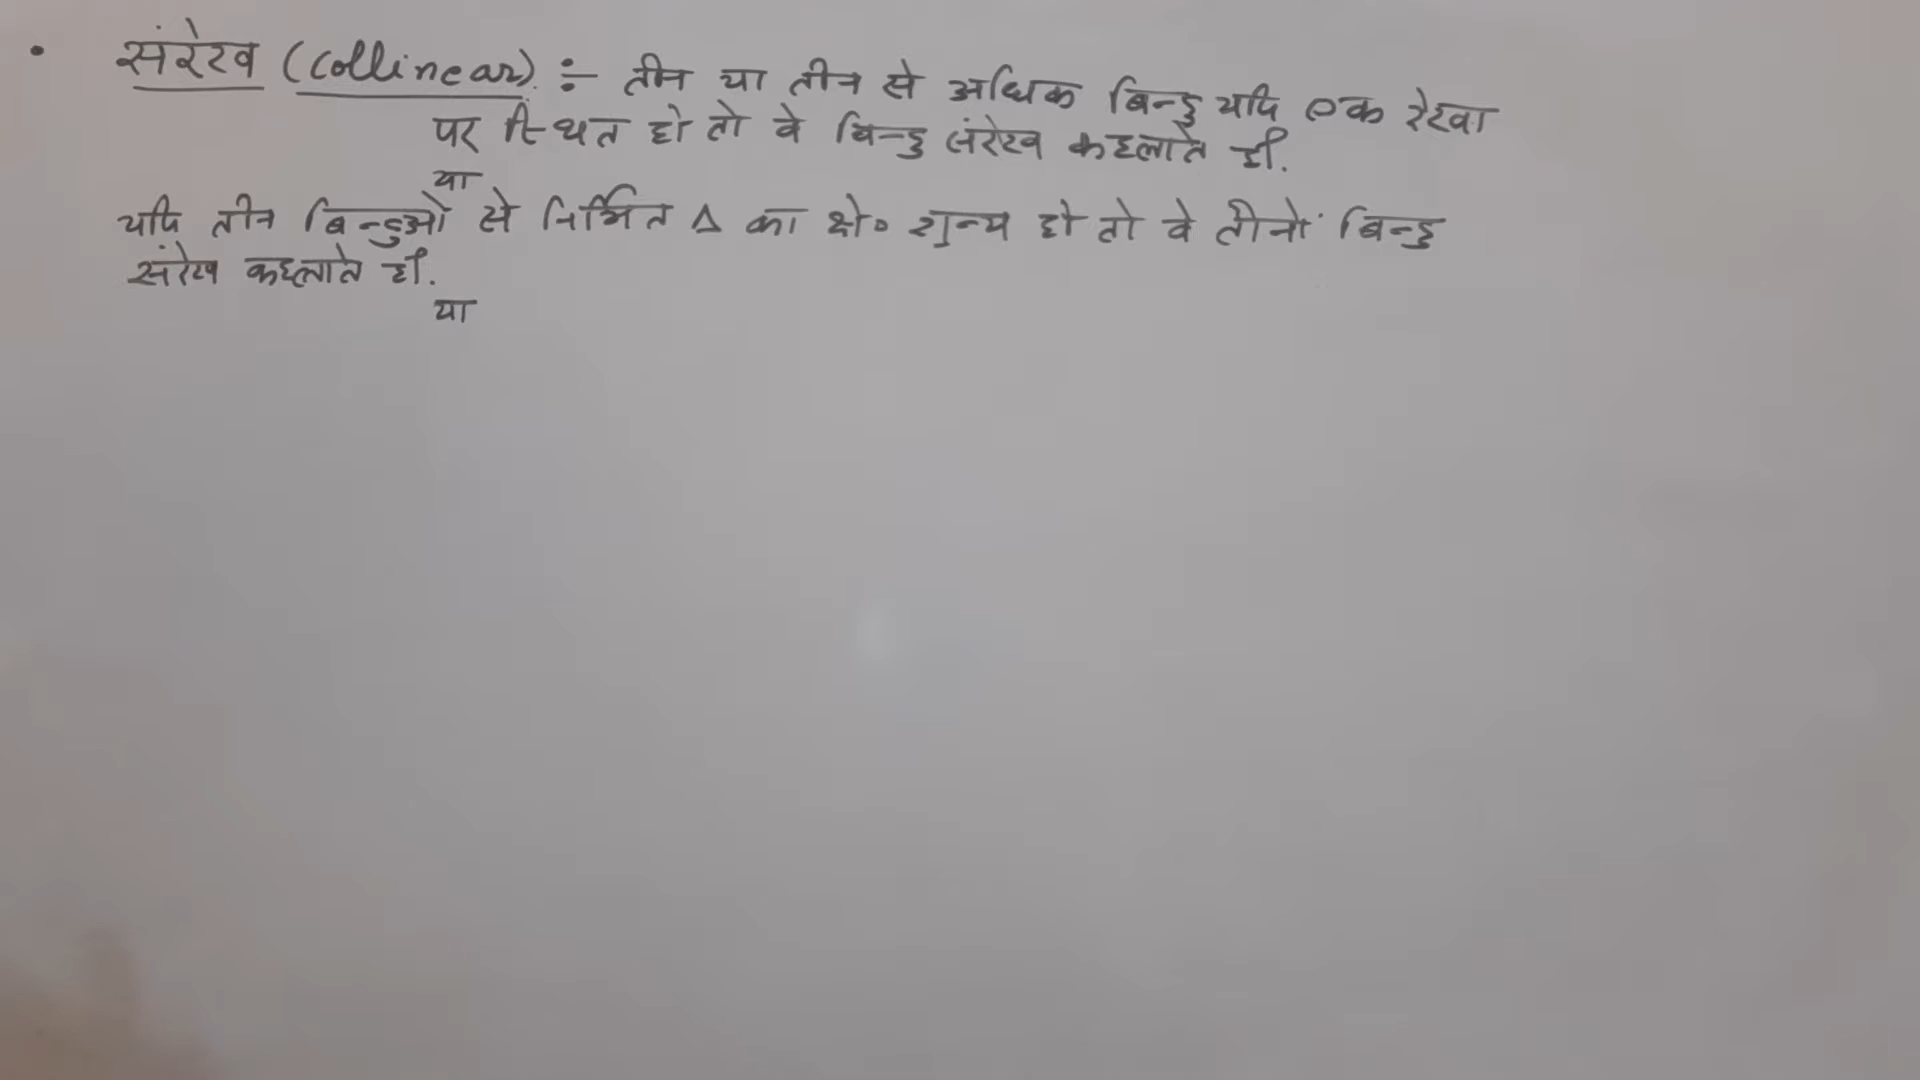 • संरेख (Collinear) :- तीन या तीन से अधिक बिन्दु यदि एक रेखा
पर स्थित हो तो वे बिन्दु संरेख कहलाते हैं.
या
यदि तीन बिन्दुओं से निर्मित Δ का क्षे० शुन्य हो तो वे तीनों बिन्दु
संरेख कहलाते हैं.
या